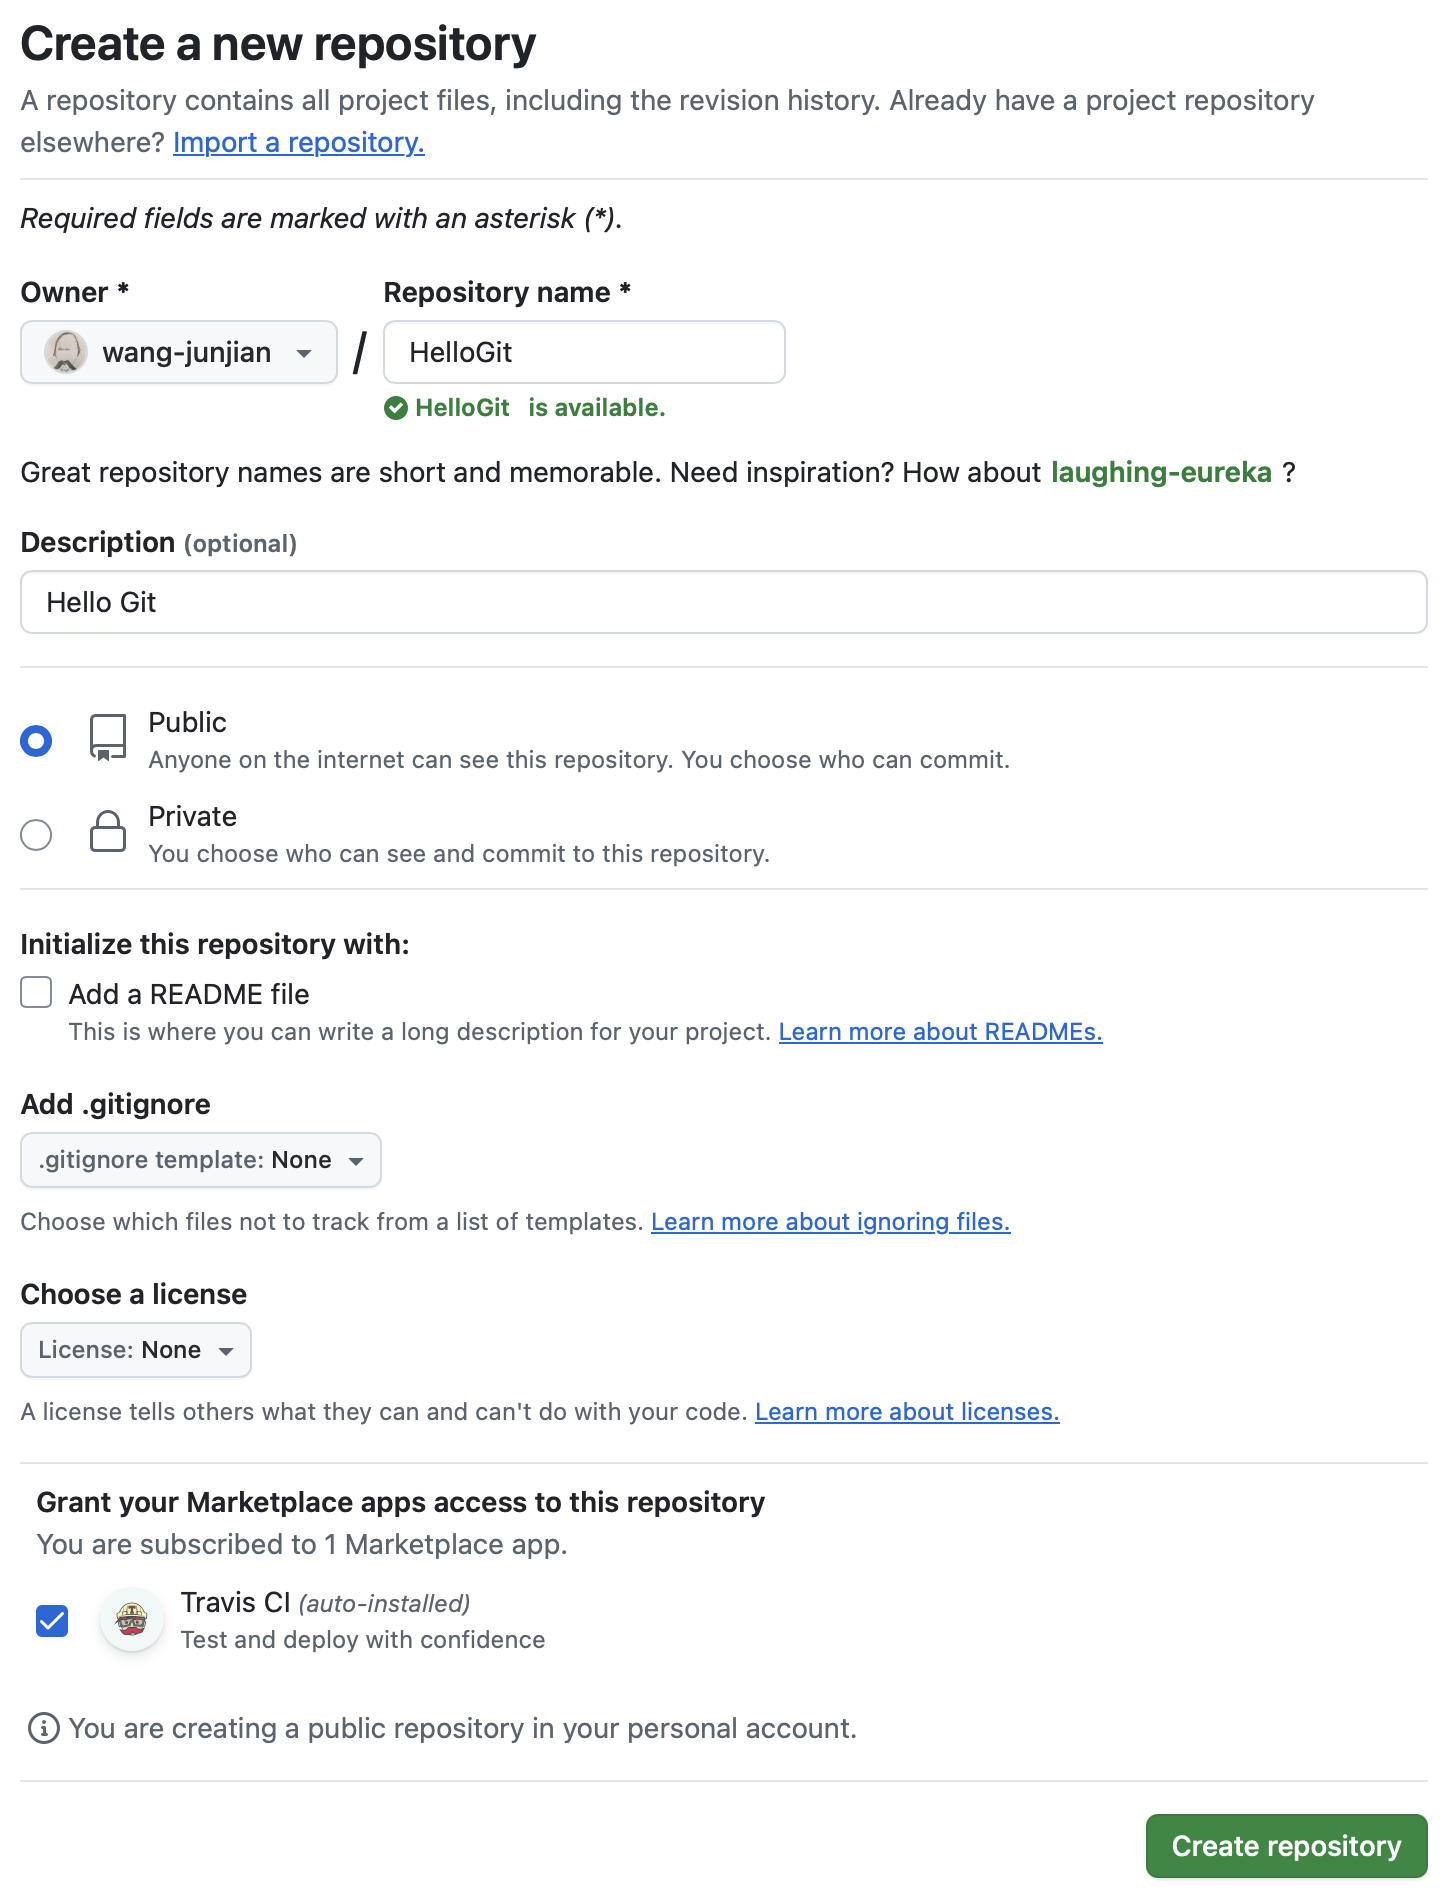 Create a new repository
A repository contains all project files, including the revision history. Already have a project repository
elsewhere? Import a repository.
Required fields are marked with an asterisk (*).
Owner * Repository name *
wang-junjian / HelloGit
HelloGit is available.
Great repository names are short and memorable. Need inspiration? How about laughing-eureka ?
Description (optional)
Hello Git
Public
Anyone on the internet can see this repository. You choose who can commit.
Private
You choose who can see and commit to this repository.
Initialize this repository with:
Add a README file
This is where you can write a long description for your project. Learn more about READMEs.
Add .gitignore
.gitignore template: None
Choose which files not to track from a list of templates. Learn more about ignoring files.
Choose a license
License: None
A license tells others what they can and can't do with your code. Learn more about licenses.
Grant your Marketplace apps access to this repository
You are subscribed to 1 Marketplace app.
Travis CI (auto-installed)
Test and deploy with confidence
You are creating a public repository in your personal account.
Create repository